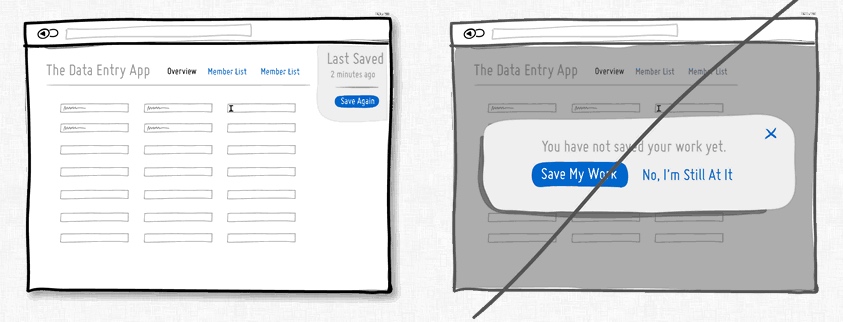 The Data Entry App
Overview
Member List
Member List
Last Saved
2 minutes ago
Save Again
The Data Entry App
Overview
Member List
Member List
You have not saved your work yet.
Save My Work
No, I'm Still At It